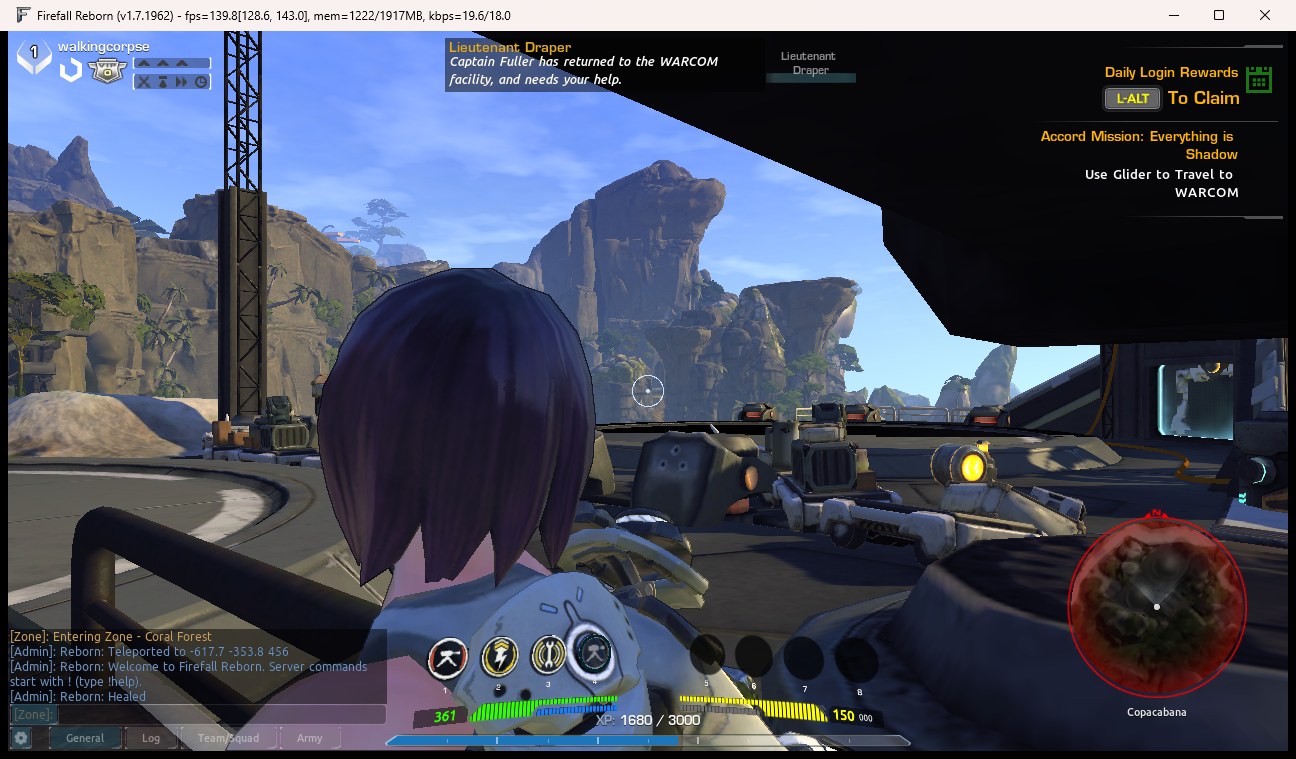 Firefall Reborn (v1.7.1962) - fps=139.8[128.6, 143.0], mem=1222/1917MB, kbps=19.6/18.0
1
walkingcorpse
VIP
Lieutenant Draper
Captain Fuller has returned to the WARCOM
facility, and needs your help.
Lieutenant
Draper
Daily Login Rewards
L-ALT To Claim
Accord Mission: Everything is
Shadow
Use Glider to Travel to
WARCOM
N
Copacabana
[Zone]: Entering Zone - Coral Forest
[Admin]: Reborn: Teleported to -617.7 -353.8 456
[Admin]: Reborn: Welcome to Firefall Reborn. Server commands
start with ! (type !help).
[Admin]: Reborn: Healed
[Zone]:
General Log Team/Squad Army
1 2 3 4 5 6 7 8
361
XP: 1680 / 3000
150 000